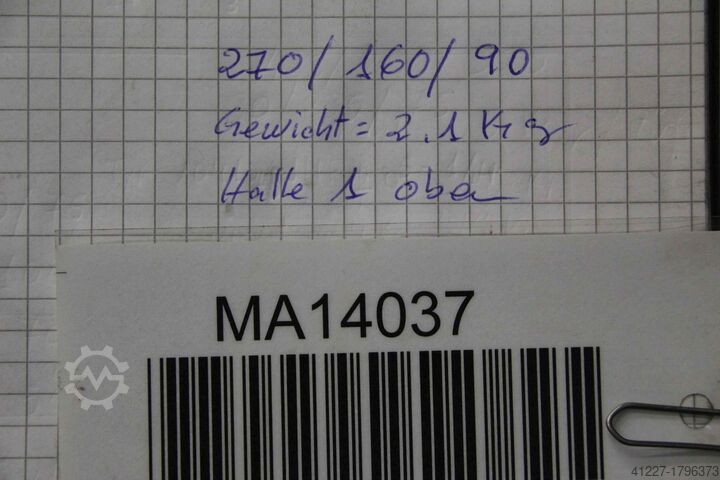 270/160/90
Gewicht = 2.1 Kg
Halle 1 oben
MA14037
41227-1796373